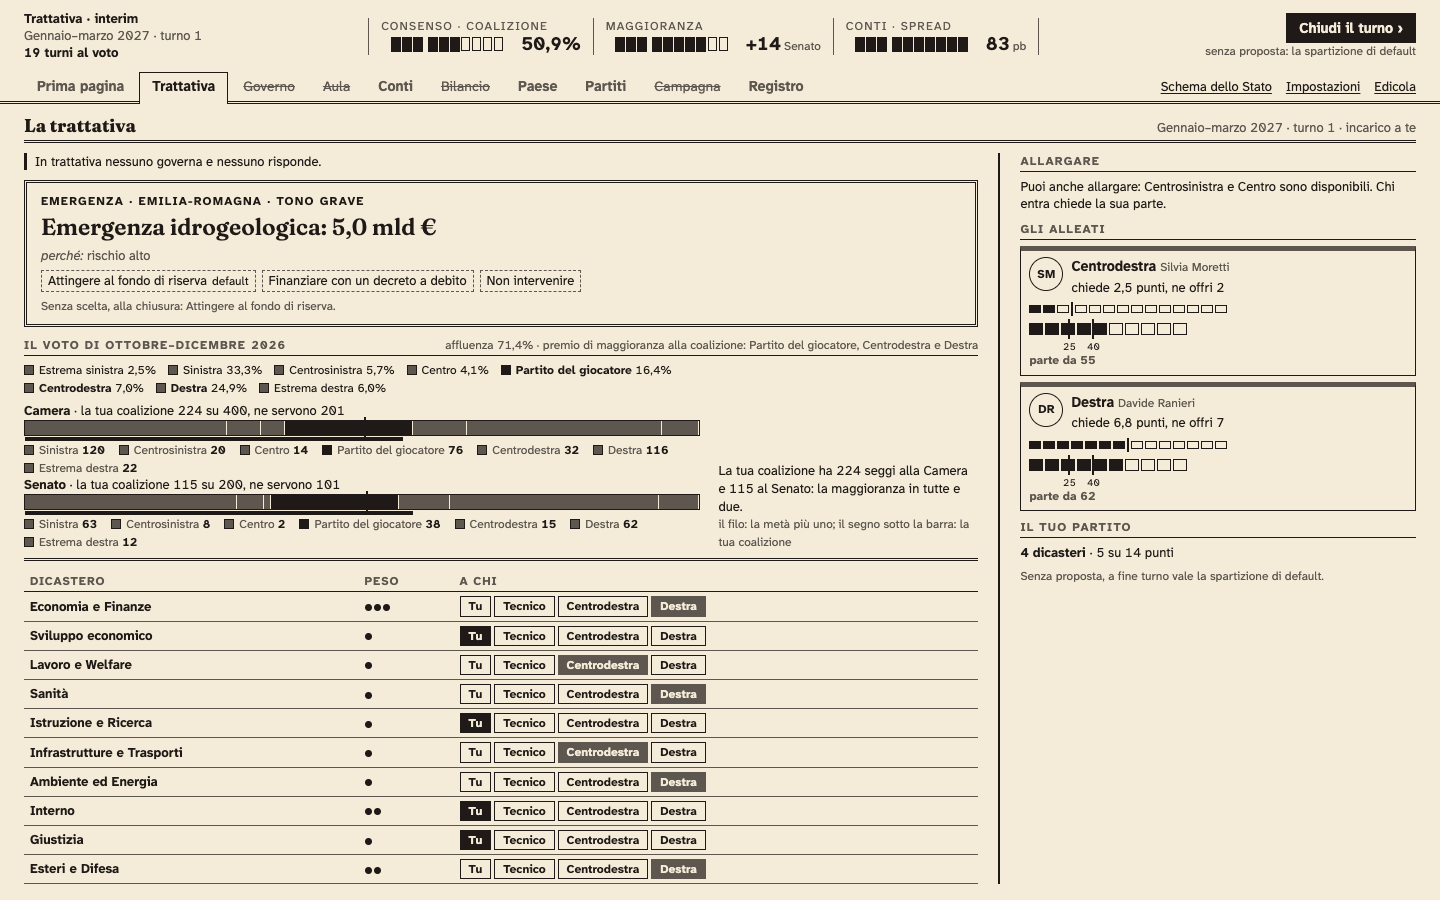 Trattativa · interim
Gennaio–marzo 2027 · turno 1
19 turni al voto
CONSENSO · COALIZIONE
50,9%
MAGGIORANZA
+14 Senato
CONTI · SPREAD
83 pb
Chiudi il turno ›
senza proposta: la spartizione di default
Prima pagina
Trattativa
Governo
Aula
Conti
Bilancio
Paese
Partiti
Campagna
Registro
Schema dello Stato
Impostazioni
Edicola
La trattativa
Gennaio–marzo 2027 · turno 1 · incarico a te
In trattativa nessuno governa e nessuno risponde.
EMERGENZA · EMILIA-ROMAGNA · TONO GRAVE
Emergenza idrogeologica: 5,0 mld €
perché: rischio alto
Attingere al fondo di riserva default
Finanziare con un decreto a debito
Non intervenire
Senza scelta, alla chiusura: Attingere al fondo di riserva.
IL VOTO DI OTTOBRE–DICEMBRE 2026
affluenza 71,4% · premio di maggioranza alla coalizione: Partito del giocatore, Centrodestra e Destra
Estrema sinistra 2,5% Sinistra 33,3% Centrosinistra 5,7% Centro 4,1% Partito del giocatore 16,4%
Centrodestra 7,0% Destra 24,9% Estrema destra 6,0%
Camera · la tua coalizione 224 su 400, ne servono 201
Sinistra 120 Centrosinistra 20 Centro 14 Partito del giocatore 76 Centrodestra 32 Destra 116
Estrema destra 22
Senato · la tua coalizione 115 su 200, ne servono 101
Sinistra 63 Centrosinistra 8 Centro 2 Partito del giocatore 38 Centrodestra 15 Destra 62
Estrema destra 12
La tua coalizione ha 224 seggi alla Camera
e 115 al Senato: la maggioranza in tutte e
due.
il filo: la metà più uno; il segno sotto la barra: la
tua coalizione
DICASTERO PESO A CHI
Economia e Finanze ●●● Tu Tecnico Centrodestra Destra
Sviluppo economico ● Tu Tecnico Centrodestra Destra
Lavoro e Welfare ● Tu Tecnico Centrodestra Destra
Sanità ● Tu Tecnico Centrodestra Destra
Istruzione e Ricerca ● Tu Tecnico Centrodestra Destra
Infrastrutture e Trasporti ● Tu Tecnico Centrodestra Destra
Ambiente ed Energia ● Tu Tecnico Centrodestra Destra
Interno ●● Tu Tecnico Centrodestra Destra
Giustizia ● Tu Tecnico Centrodestra Destra
Esteri e Difesa ●● Tu Tecnico Centrodestra Destra
ALLARGARE
Puoi anche allargare: Centrosinistra e Centro sono disponibili. Chi
entra chiede la sua parte.
GLI ALLEATI
SM
Centrodestra Silvia Moretti
chiede 2,5 punti, ne offri 2
25 40
parte da 55
DR
Destra Davide Ranieri
chiede 6,8 punti, ne offri 7
25 40
parte da 62
IL TUO PARTITO
4 dicasteri · 5 su 14 punti
Senza proposta, a fine turno vale la spartizione di default.